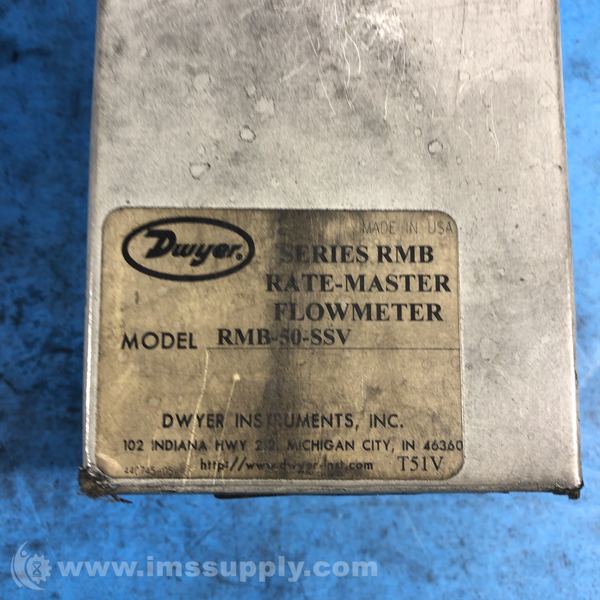 MADE IN USA
Dwyer®
SERIES RMB
RATE-MASTER
FLOWMETER
MODEL RMB-50-SSV
DWYER INSTRUMENTS, INC.
102 INDIANA HWY 212, MICHIGAN CITY, IN 46360
http://www.dwyer-inst.com T51V
www.imssupply.com